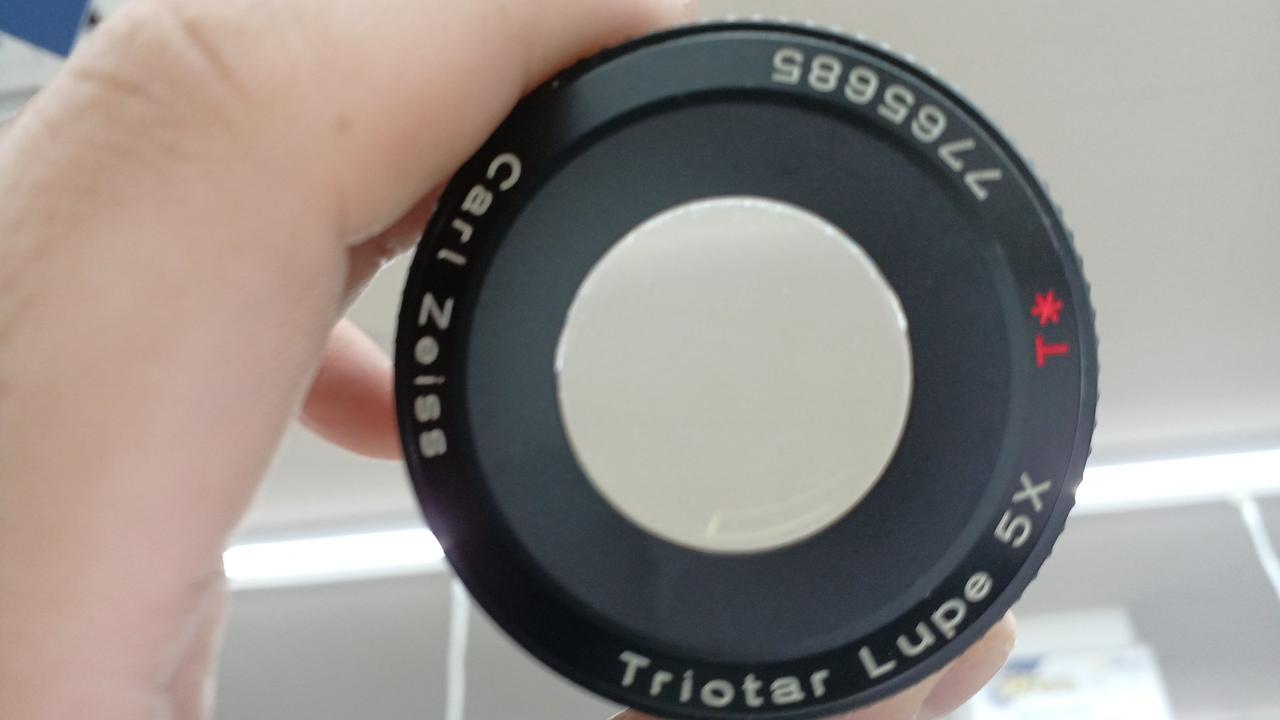 Carl Zeiss
Triotar Lupe 5X
T*
7765685